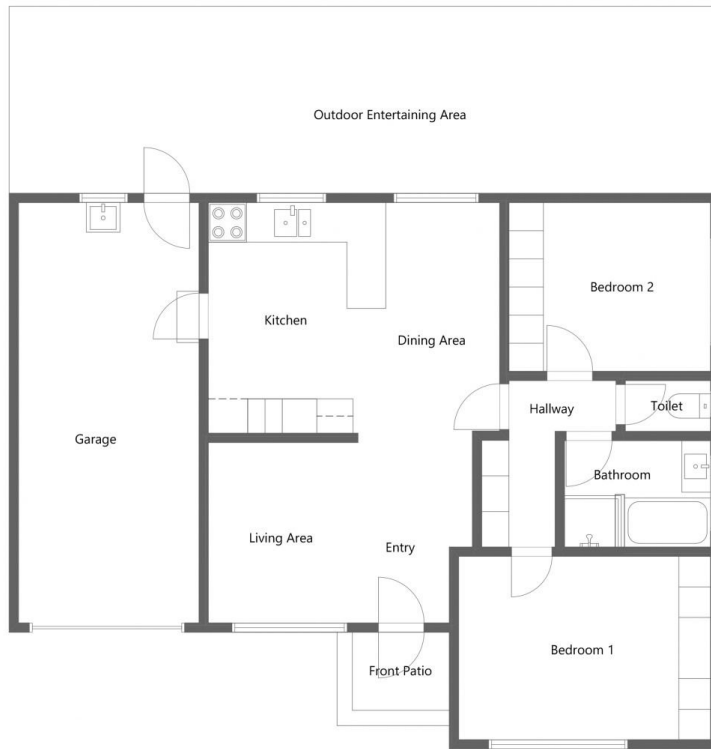 Outdoor Entertaining Area
Bedroom 2
Kitchen
Dining Area
Hallway
Toilet
Garage
Bathroom
Living Area
Entry
Bedroom 1
Front Patio